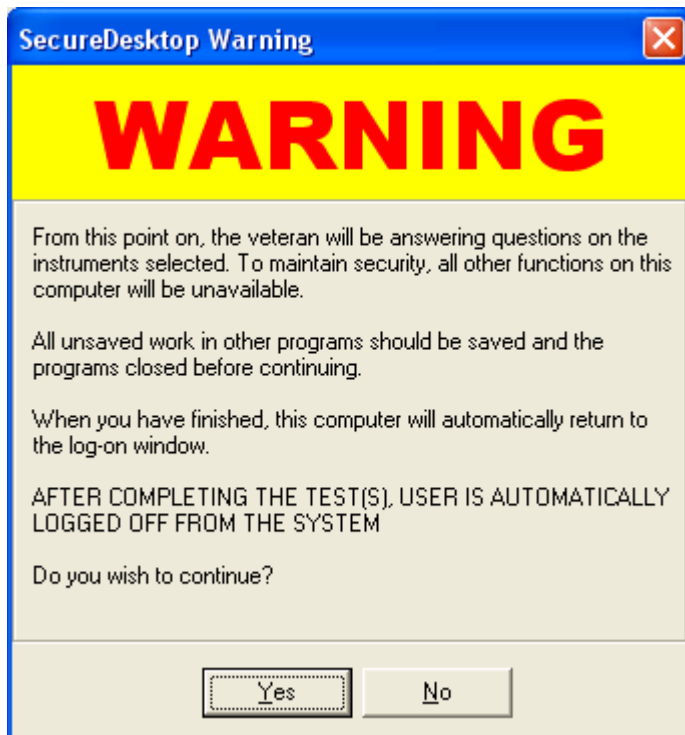 SecureDesktop Warning
WARNING
From this point on, the veteran will be answering questions on the
instruments selected. To maintain security, all other functions on this
computer will be unavailable.
All unsaved work in other programs should be saved and the
programs closed before continuing.
When you have finished, this computer will automatically return to
the log-on window.
AFTER COMPLETING THE TEST(S), USER IS AUTOMATICALLY
LOGGED OFF FROM THE SYSTEM
Do you wish to continue?
Yes No